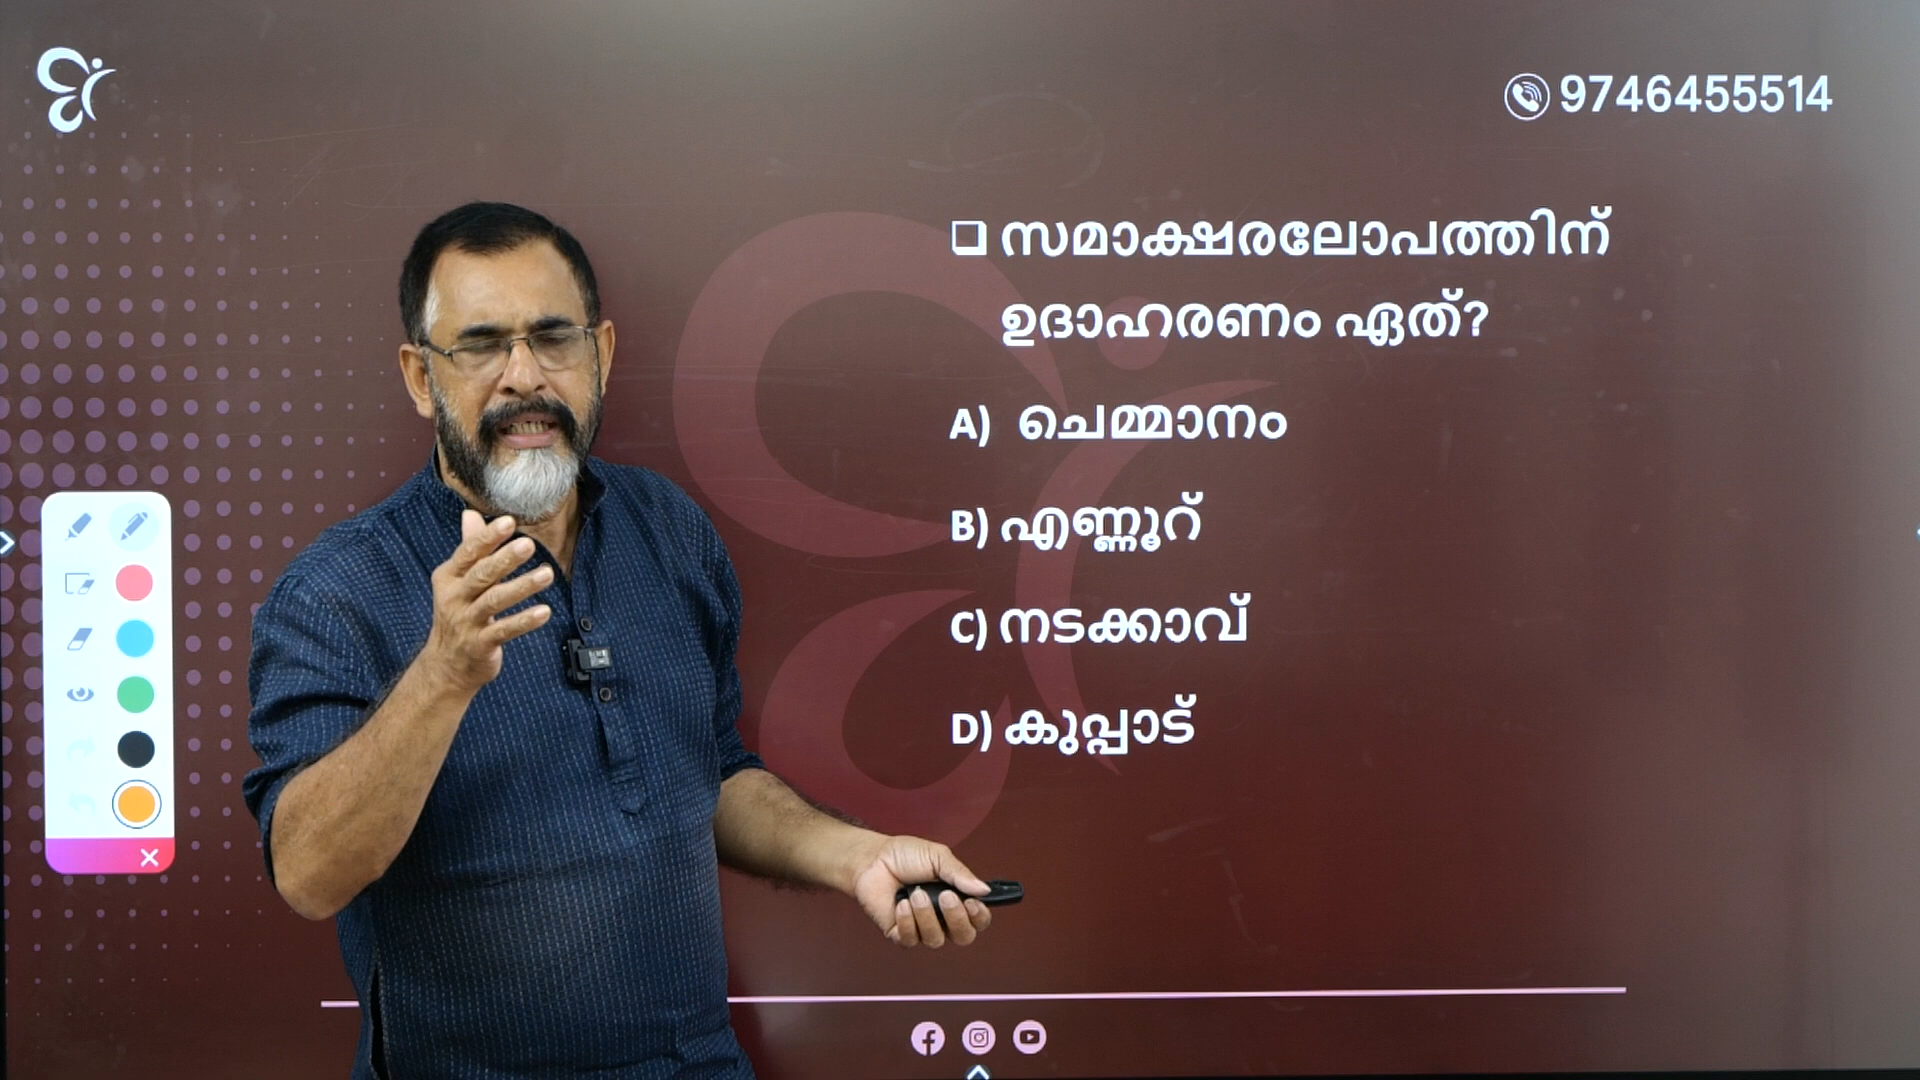 9746455514
❑ സമാക്ഷരലോപത്തിന്
ഉദാഹരണം ഏത്?
A) ചെമ്മാനം
B) എണ്ണൂറ്
C) നടക്കാവ്
D) കുപ്പാട്